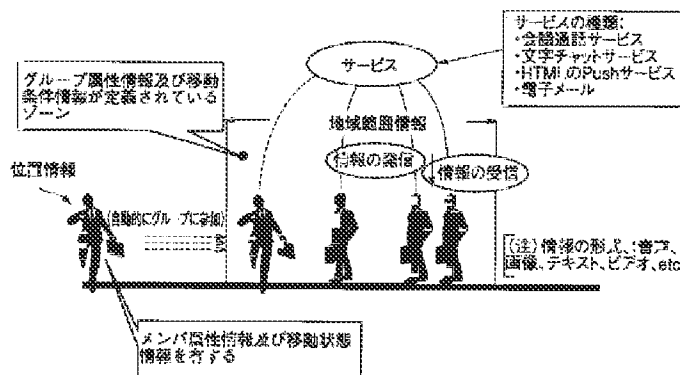 サービスの種類:
・会議通話サービス
・文字チャットサービス
・HTMLのPushサービス
・電子メール
サービス
グループ属性情報及び移動
条件情報が定義されている
ゾーン
地域範囲情報
情報の発信
情報の受信
位置情報
(自動的にグループに参加)
(注)情報の形式:音声、
画像、テキスト、ビデオ、etc
メンバ属性情報及び移動状態
情報を有する